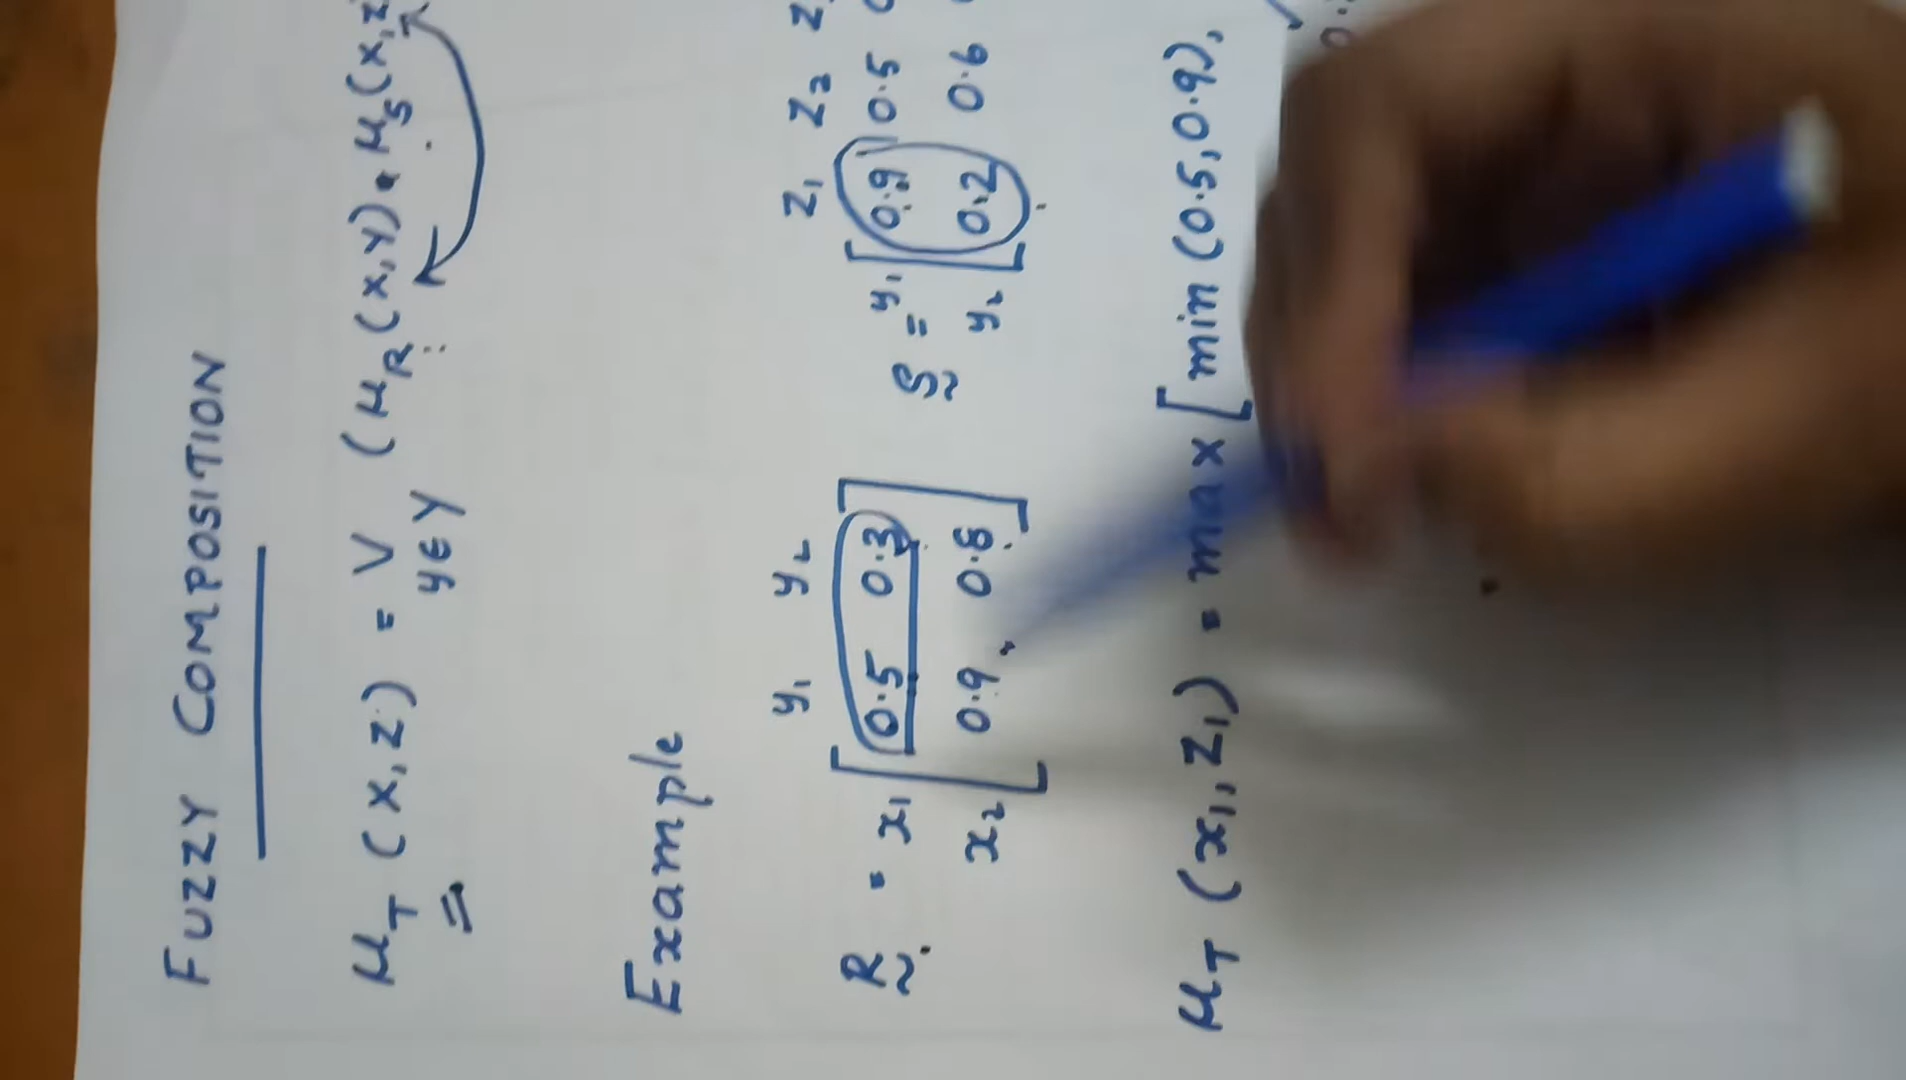 FUZZY COMPOSITION
μT (x,z) = V (μR (x,y) • μS (x,z
y∈Y
Example
y1 y2 z1 z2
R = x1 [ 0.5 0.3 ] S = y1 [ 0.9 0.5
x2 [ 0.9 0.8 ] y2 [ 0.2 0.6
μT (x1, z1) = max [ min (0.5, 0.9),